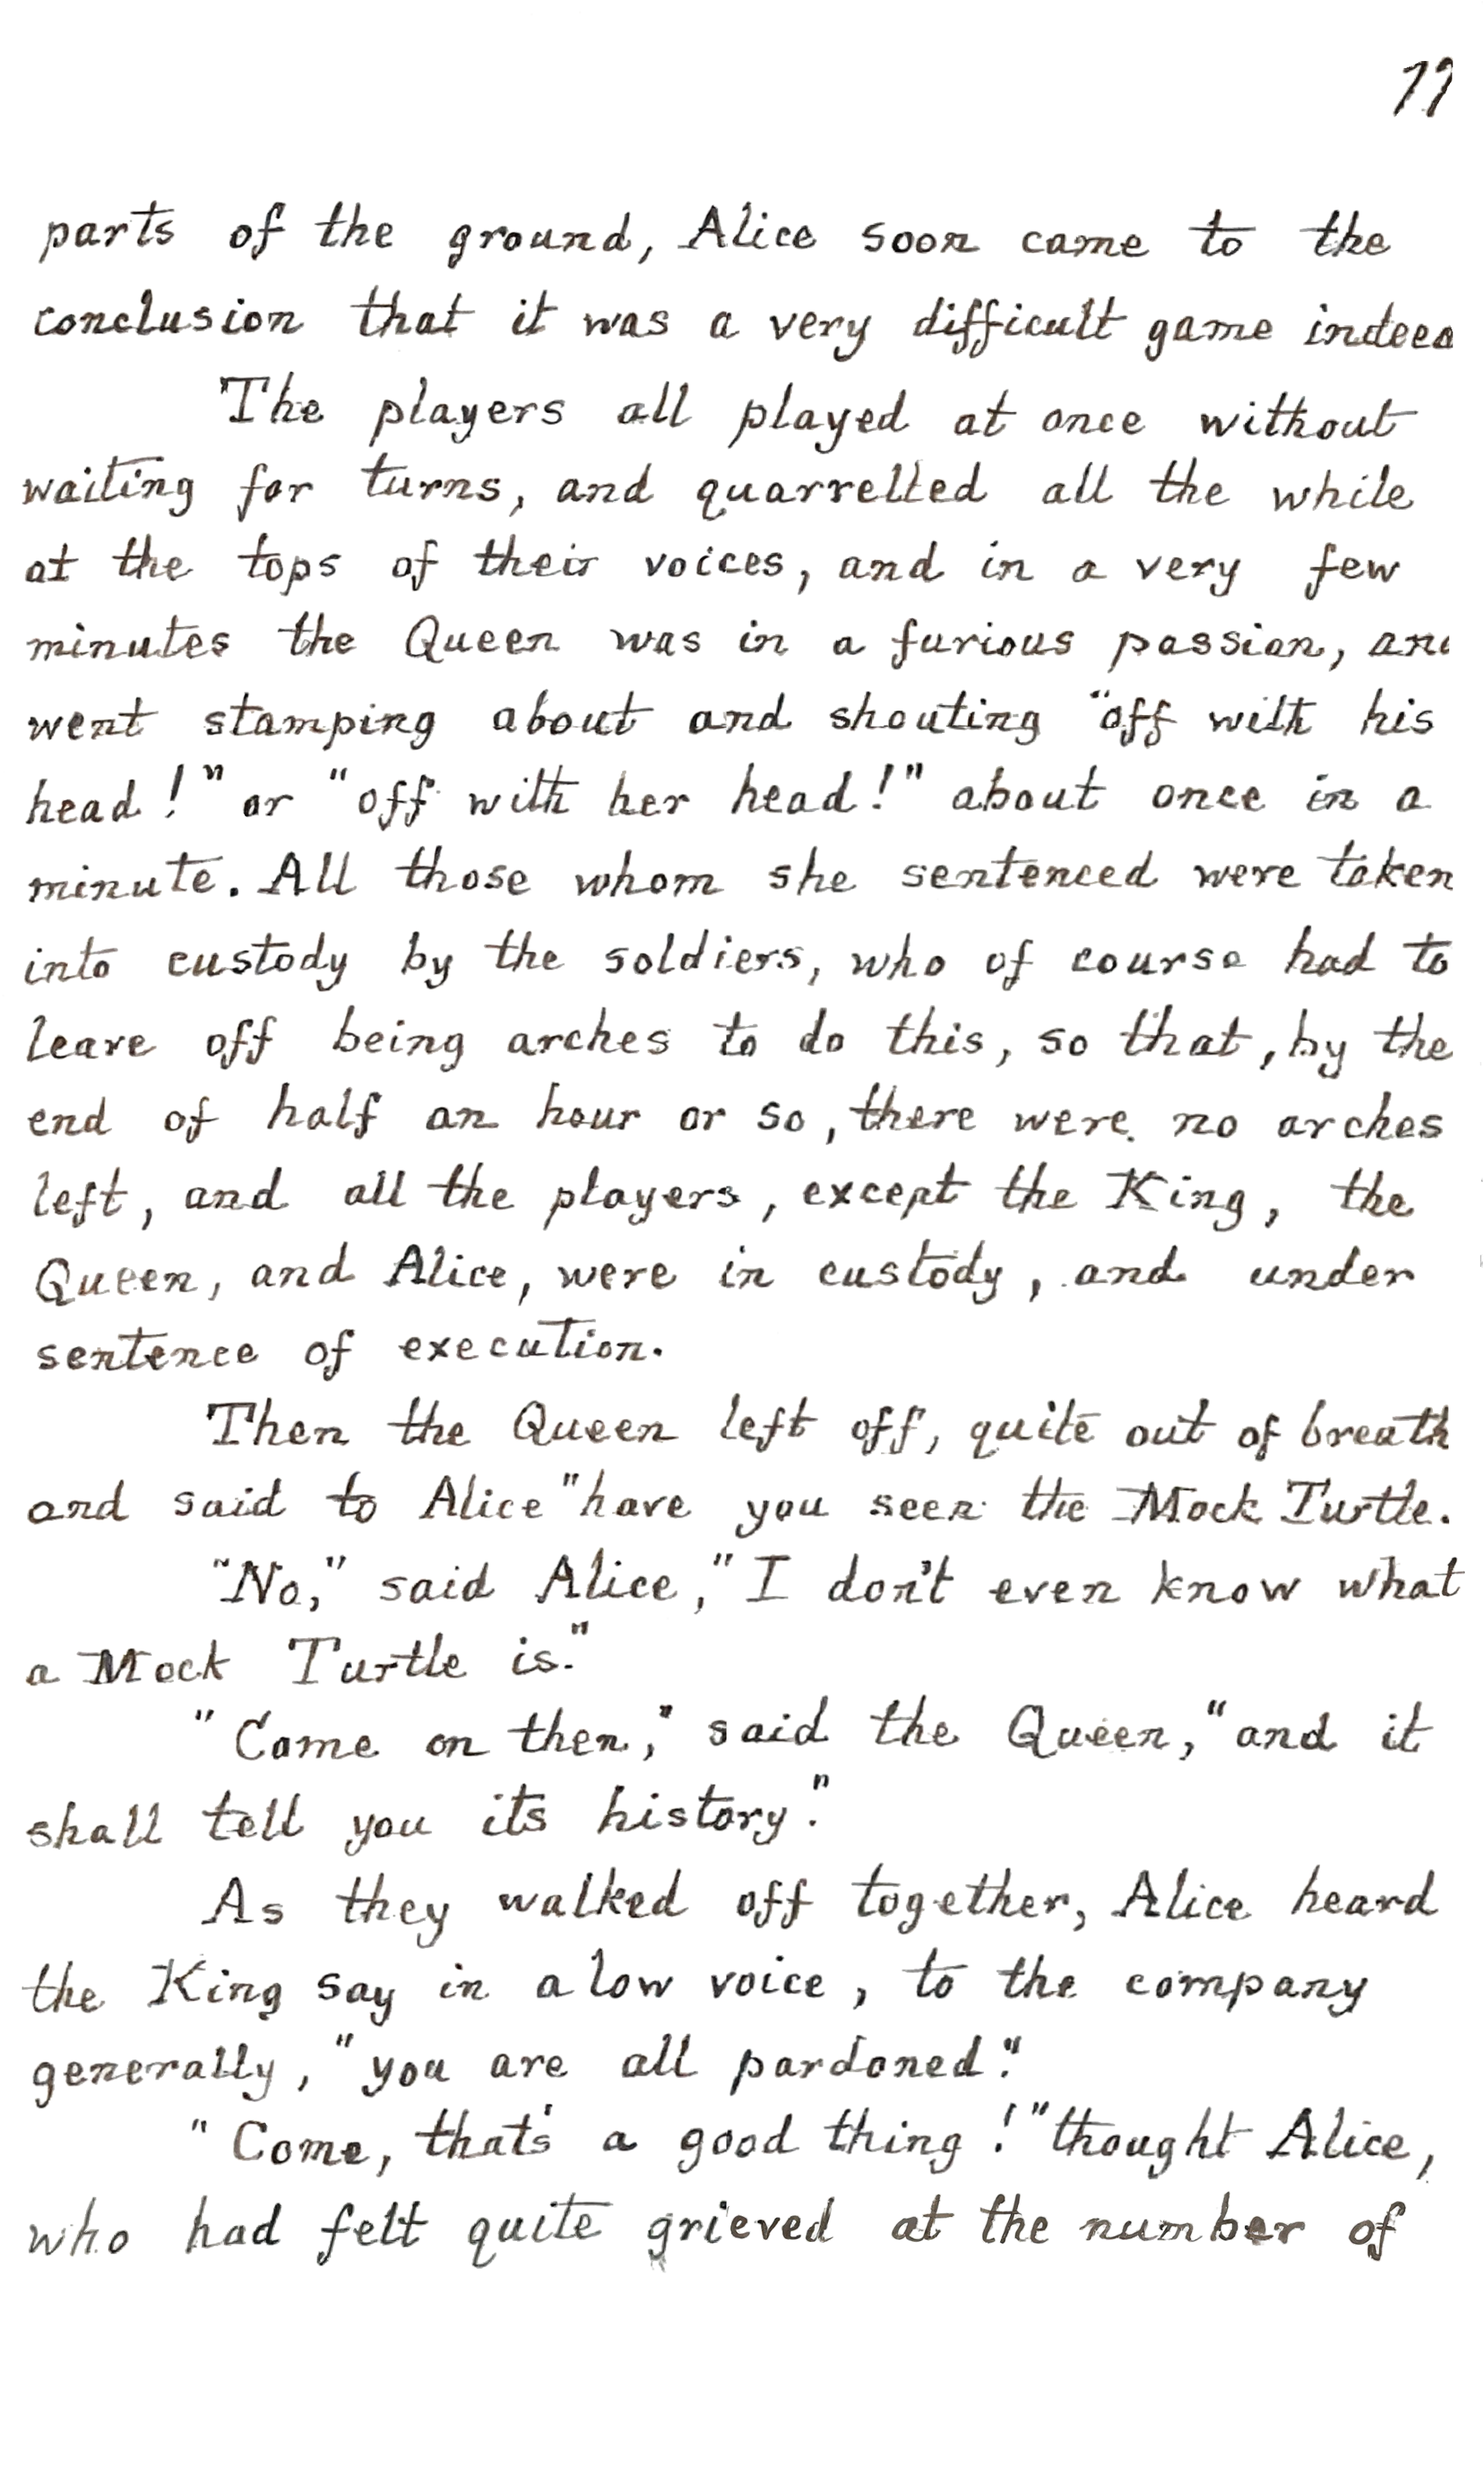 79
parts of the ground, Alice soon came to the
conclusion that it was a very difficult game indeed
The players all played at once without
waiting for turns, and quarrelled all the while
at the tops of their voices, and in a very few
minutes the Queen was in a furious passion, and
went stamping about and shouting "off with his
head!" or "off with her head!" about once in a
minute. All those whom she sentenced were taken
into custody by the soldiers, who of course had to
leave off being arches to do this, so that, by the
end of half an hour or so, there were no arches
left, and all the players, except the King, the
Queen, and Alice, were in custody, and under
sentence of execution.
Then the Queen left off, quite out of breath
and said to Alice "have you seen the Mock Turtle.
"No," said Alice, "I don't even know what
a Mock Turtle is."
"Come on then," said the Queen, "and it
shall tell you its history."
As they walked off together, Alice heard
the King say in a low voice, to the company
generally, "you are all pardoned."
"Come, that's a good thing!" thought Alice,
who had felt quite grieved at the number of